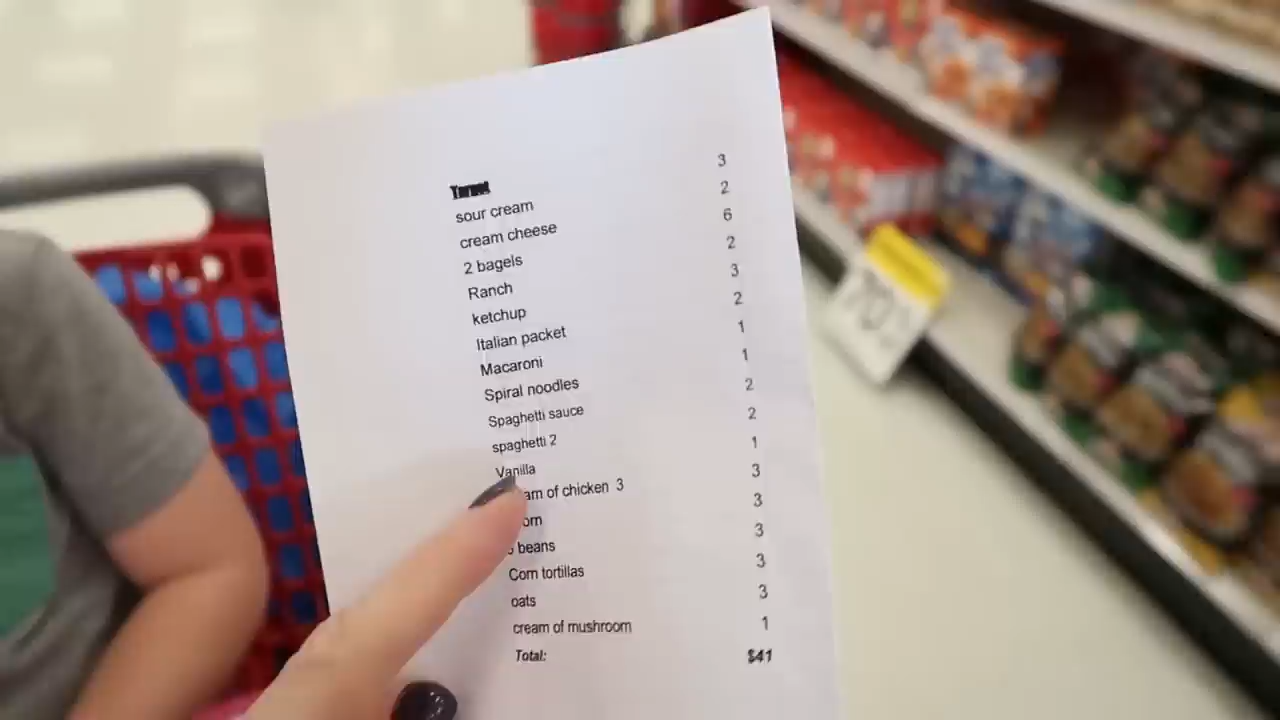 Target
sour cream 3
cream cheese 2
2 bagels 6
Ranch 2
ketchup 3
Italian packet 2
Macaroni 1
Spiral noodles 1
Spaghetti sauce 2
spaghetti 2 2
Vanilla 1
of chicken 3 3
3
beans 3
Corn tortillas 3
oats 3
cream of mushroom 1
Total: $41